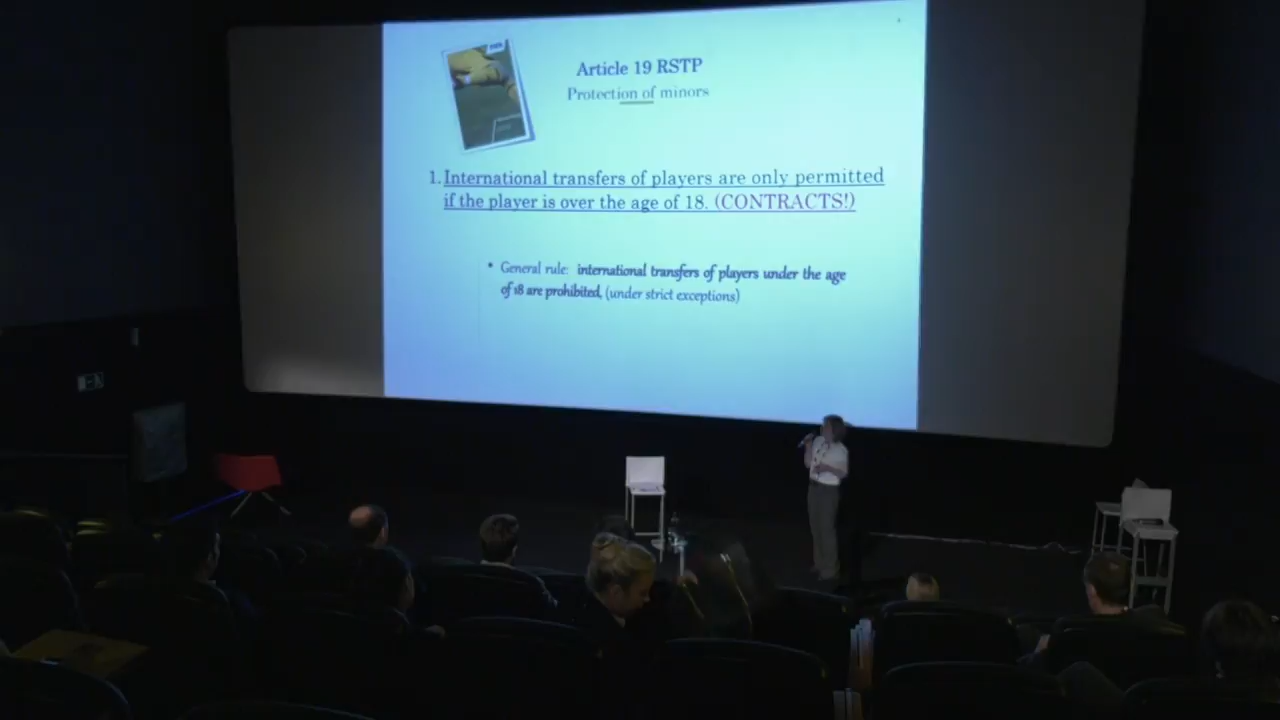 Article 19 RSTP
Protection of minors
1. International transfers of players are only permitted
if the player is over the age of 18. (CONTRACTS!)
• General rule: international transfers of players under the age
of 18 are prohibited, (under strict exceptions)